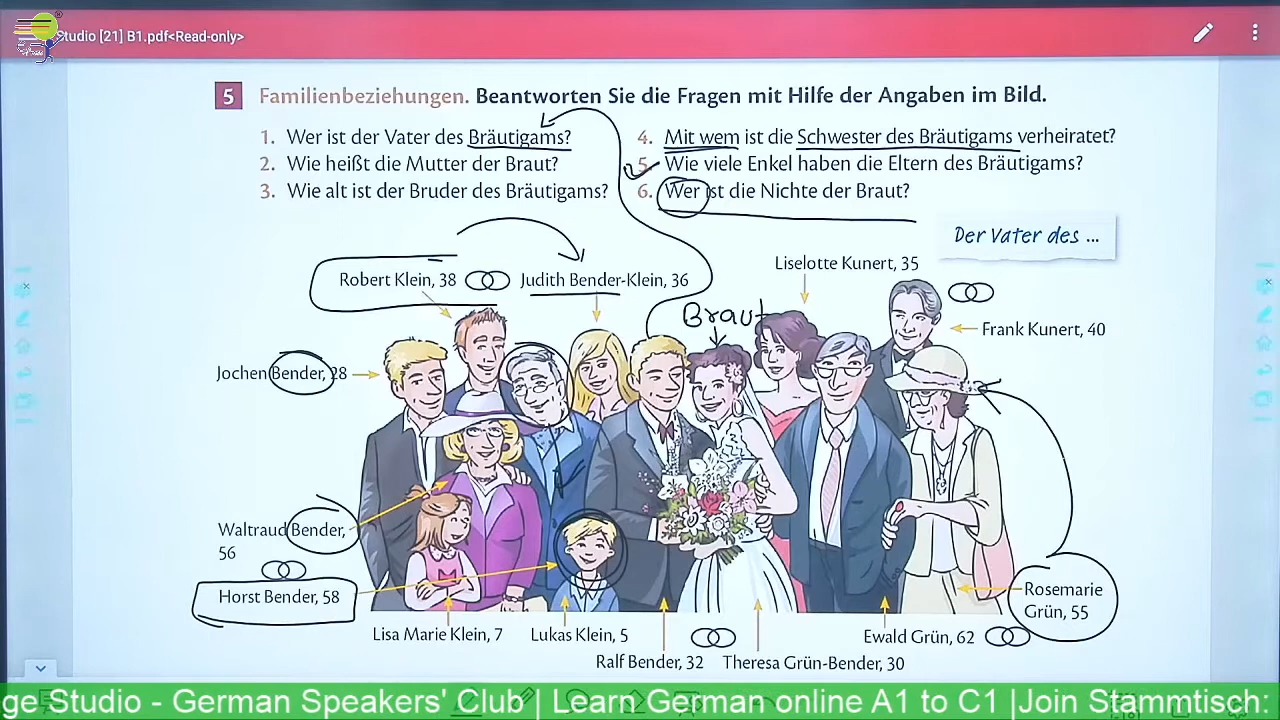 Studio [21] B1.pdf<Read-only>
5 Familienbeziehungen. Beantworten Sie die Fragen mit Hilfe der Angaben im Bild.
1. Wer ist der Vater des Bräutigams?
2. Wie heißt die Mutter der Braut?
3. Wie alt ist der Bruder des Bräutigams?
4. Mit wem ist die Schwester des Bräutigams verheiratet?
5. Wie viele Enkel haben die Eltern des Bräutigams?
6. Wer ist die Nichte der Braut?
Der Vater des ...
Liselotte Kunert, 35
Robert Klein, 38
Judith Bender-Klein, 36
Braut
Frank Kunert, 40
Jochen Bender, 28
Waltraud Bender,
56
Horst Bender, 58
Rosemarie
Grün, 55
Lisa Marie Klein, 7
Lukas Klein, 5
Ewald Grün, 62
Ralf Bender, 32
Theresa Grün-Bender, 30
ge Studio - German Speakers' Club | Learn German online A1 to C1 |Join Stammtisch: